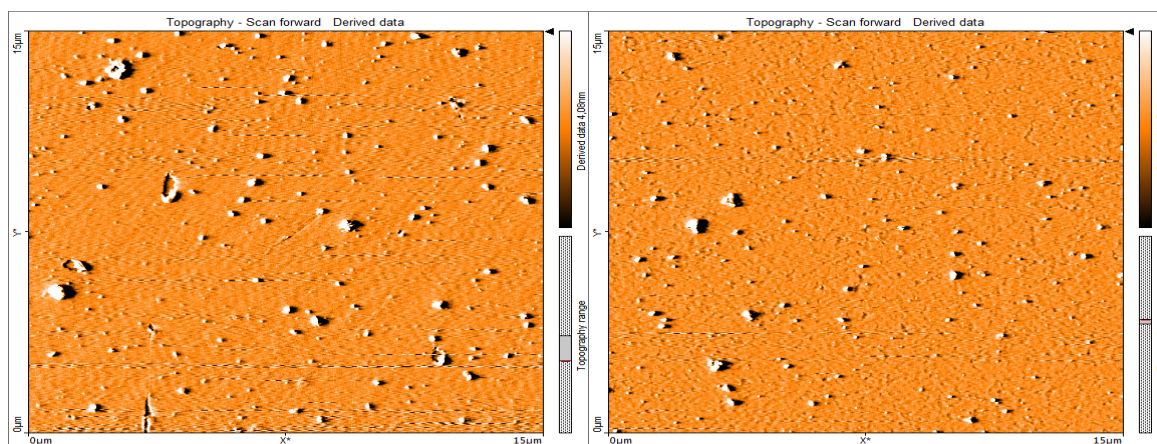 Topography - Scan forward Derived data
15µm
Y*
0µm
0µm
X*
15µm
Derived data 4,08nm
Topography range
Topography - Scan forward Derived data
15µm
Y*
0µm
0µm
X*
15µm